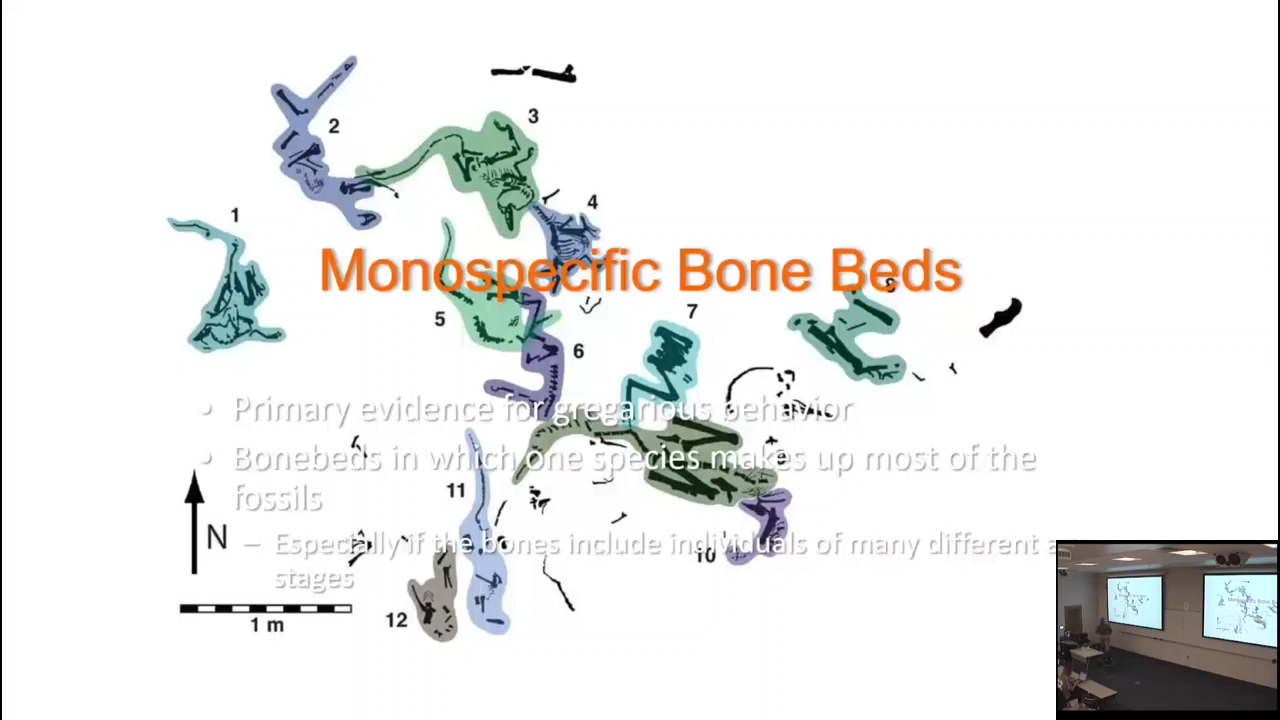 2
3
4
1
Monospecific Bone Beds
8
7
5
6
• Primary evidence for gregarious behavior
• Bonebeds in which one species makes up most of the
fossils
9
11
N
– Especially if the bones include individuals of many different
stages
10
12
1 m